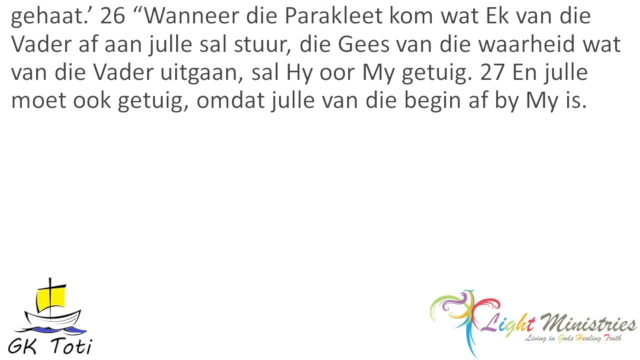 gehaat.’ 26 “Wanneer die Parakleet kom wat Ek van die
Vader af aan julle sal stuur, die Gees van die waarheid wat
van die Vader uitgaan, sal Hy oor My getuig. 27 En julle
moet ook getuig, omdat julle van die begin af by My is.
GK Toti
Light Ministries
Living in Gods Healing Truth